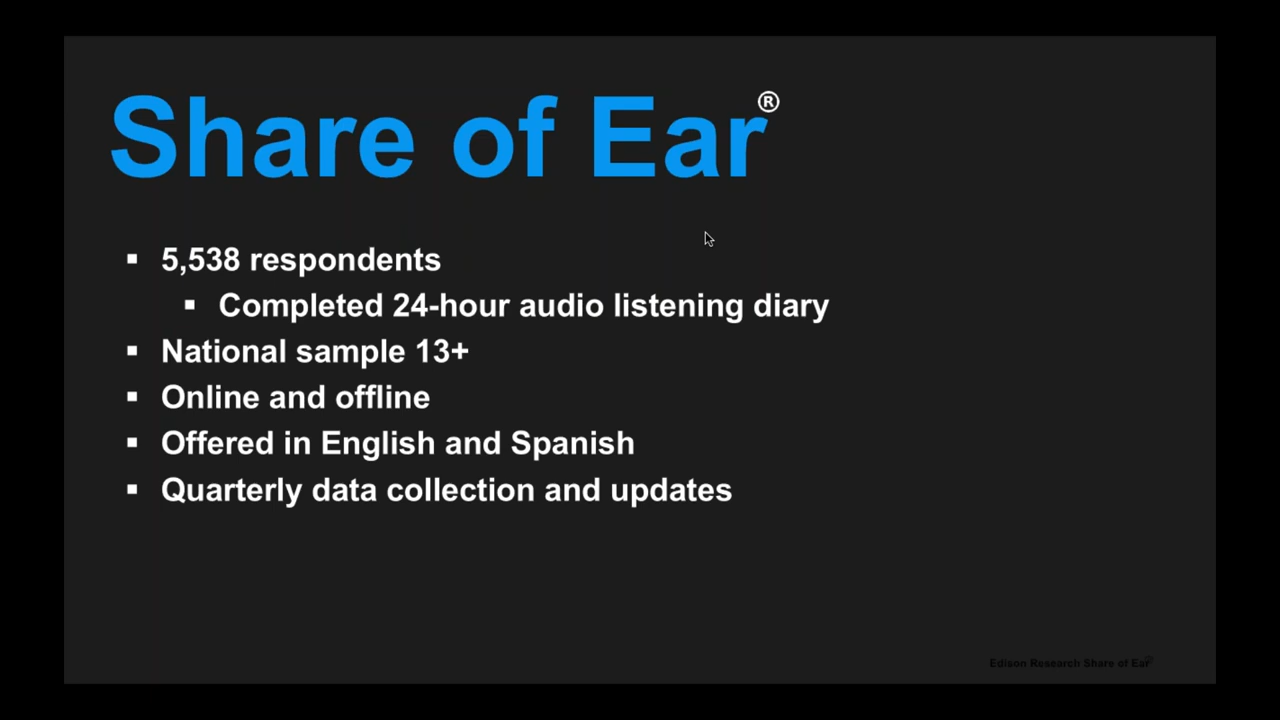 Share of Ear®
▪ 5,538 respondents
▪ Completed 24-hour audio listening diary
▪ National sample 13+
▪ Online and offline
▪ Offered in English and Spanish
▪ Quarterly data collection and updates
Edison Research Share of Ear®